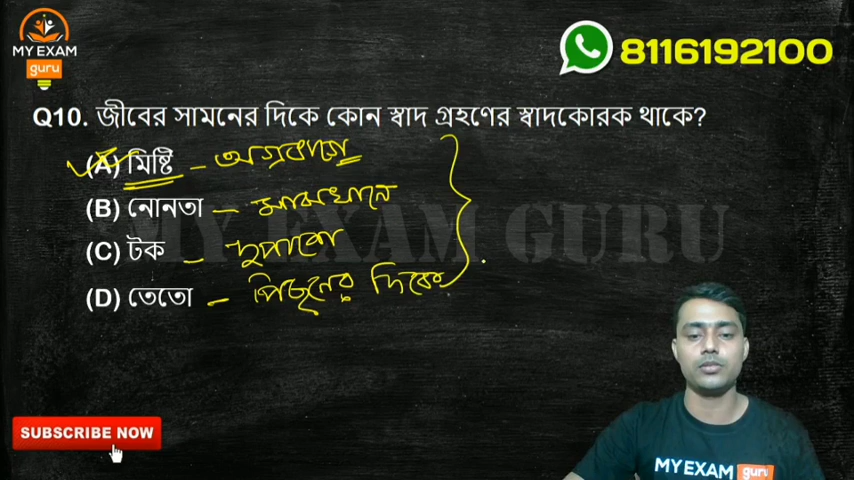 MY EXAM
guru
8116192100
Q10. জীবের সামনের দিকে কোন স্বাদ গ্রহণের স্বাদকোরক থাকে?
(A) মিষ্টি – অগ্রভাগে
(B) নোনতা – মাঝখানে
(C) টক – দুপাশে
(D) তেতো – পিছনের দিকে
MY EXAM GURU
SUBSCRIBE NOW
MY EXAM guru